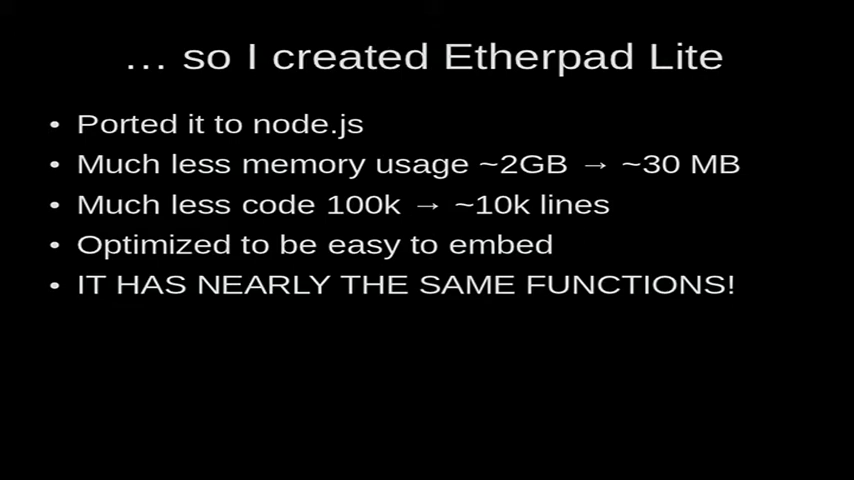 … so I created Etherpad Lite
• Ported it to node.js
• Much less memory usage ~2GB → ~30 MB
• Much less code 100k → ~10k lines
• Optimized to be easy to embed
• IT HAS NEARLY THE SAME FUNCTIONS!